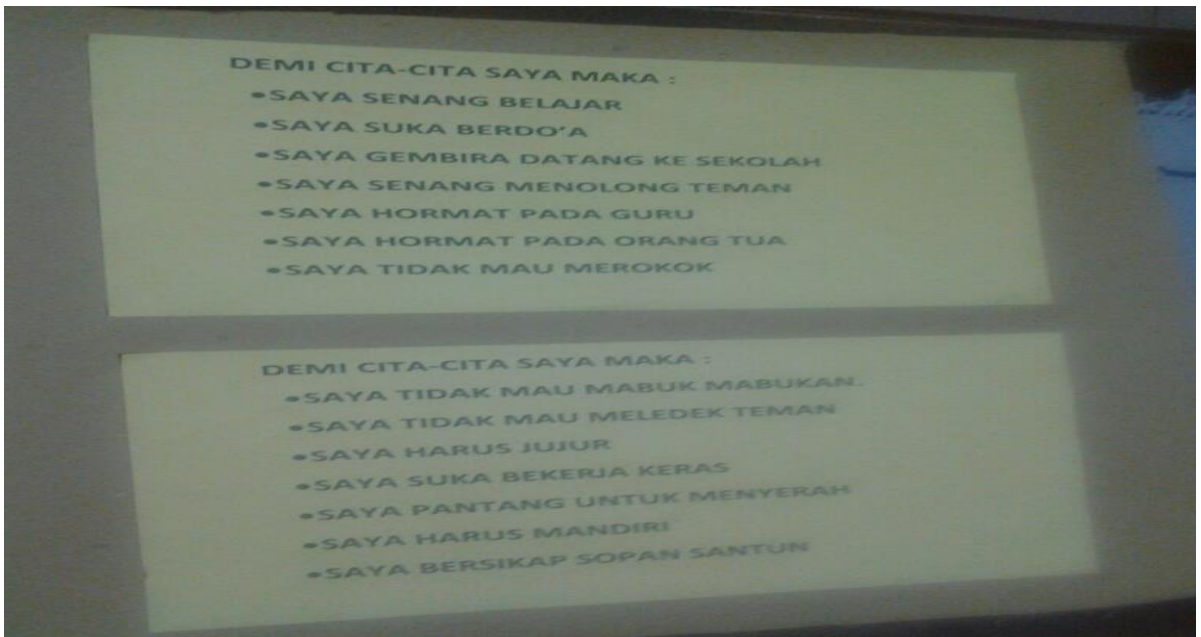 DEMI CITA-CITA SAYA MAKA :
•SAYA SENANG BELAJAR
•SAYA SUKA BERDO'A
•SAYA GEMBIRA DATANG KE SEKOLAH
•SAYA SENANG MENOLONG TEMAN
•SAYA HORMAT PADA GURU
•SAYA HORMAT PADA ORANG TUA
•SAYA TIDAK MAU MEROKOK
DEMI CITA-CITA SAYA MAKA :
•SAYA TIDAK MAU MABUK MABUKAN.
•SAYA TIDAK MAU MELEDEK TEMAN
•SAYA HARUS JUJUR
•SAYA SUKA BEKERJA KERAS
•SAYA PANTANG UNTUK MENYERAH
•SAYA HARUS MANDIRI
•SAYA BERSIKAP SOPAN SANTUN